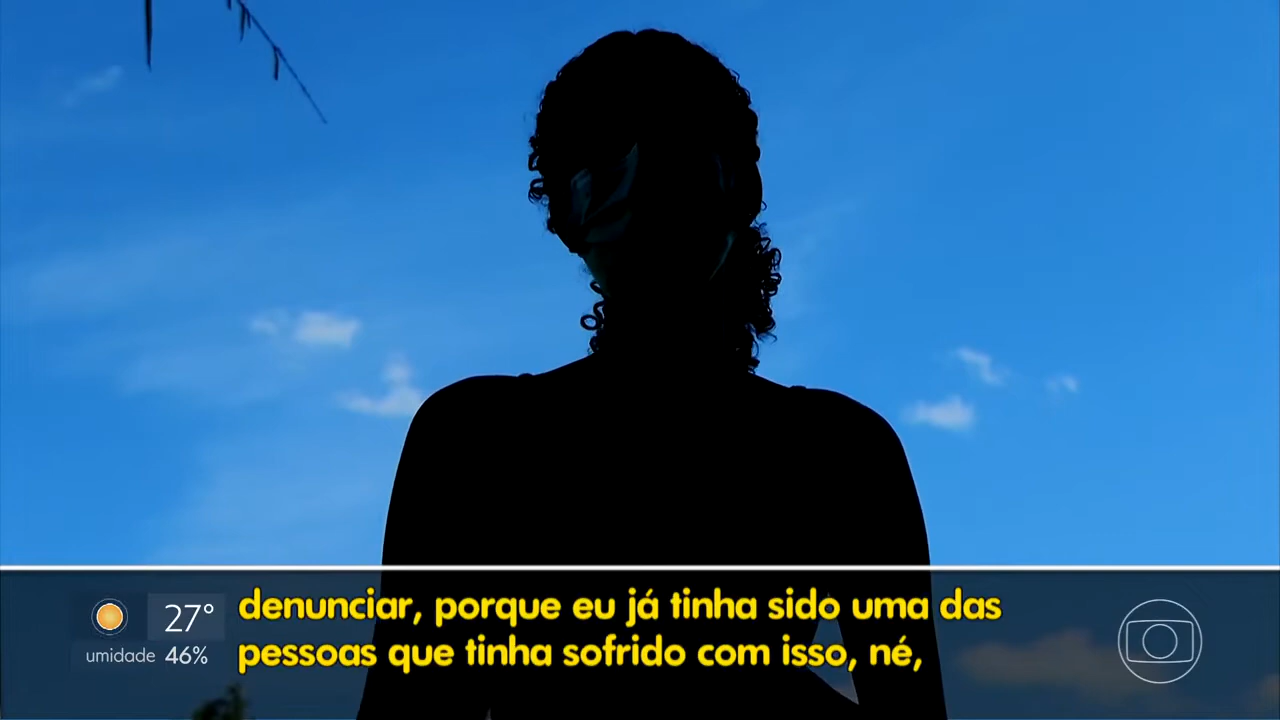 27°
umidade 46%
denunciar, porque eu já tinha sido uma das
pessoas que tinha sofrido com isso, né,